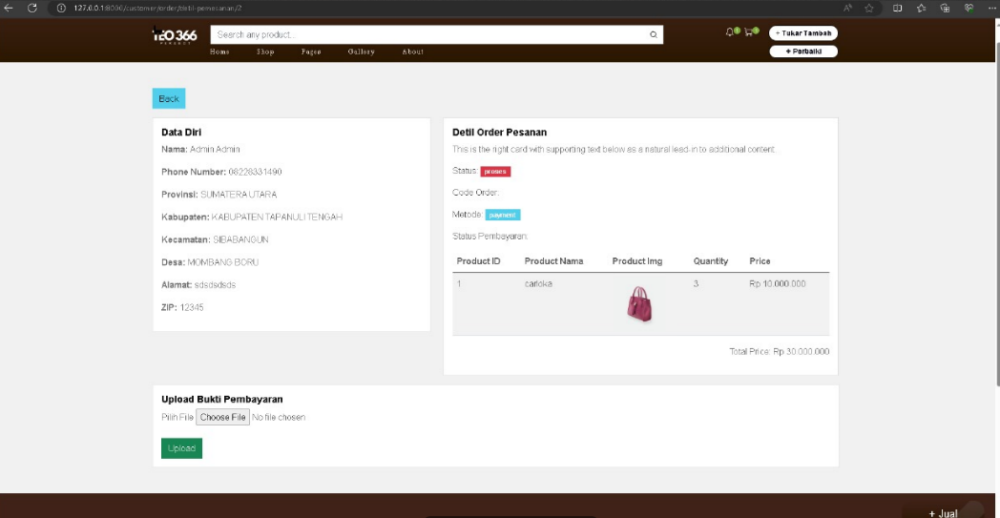 127.0.0.1:8000/customer/order/detil-pemesanan/2
366
Search any product...
+ Tukar Tambah
+ Perbaiki
Home Shop Pages Gallery About
Back
Data Diri
Nama: Admin Admin
Phone Number: 08228331490
Provinsi: SUMATERA UTARA
Kabupaten: KABUPATEN TAPANULI TENGAH
Kecamatan: SIBABANGUN
Desa: MOMBANG BORU
Alamat: sdsdsdsds
ZIP: 12345
Detil Order Pesanan
This is the right card with supporting text below as a natural lead-in to additional content.
Status: proses
Code Order:
Metode: payment
Status Pembayaran:
Product ID Product Nama Product Img Quantity Price
1 carloka 3 Rp 10.000.000
Total Price: Rp 30.000.000
Upload Bukti Pembayaran
Pilih File Choose File No file chosen
Upload
+ Jual